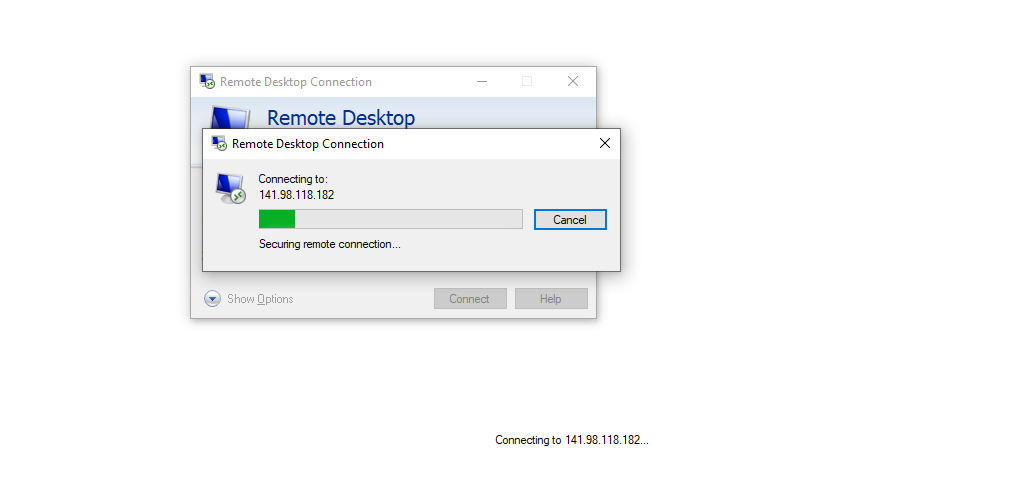 Remote Desktop Connection
Remote Desktop
Remote Desktop Connection
Connecting to:
141.98.118.182
Cancel
Securing remote connection...
Show Options
Connect
Help
Connecting to 141.98.118.182...